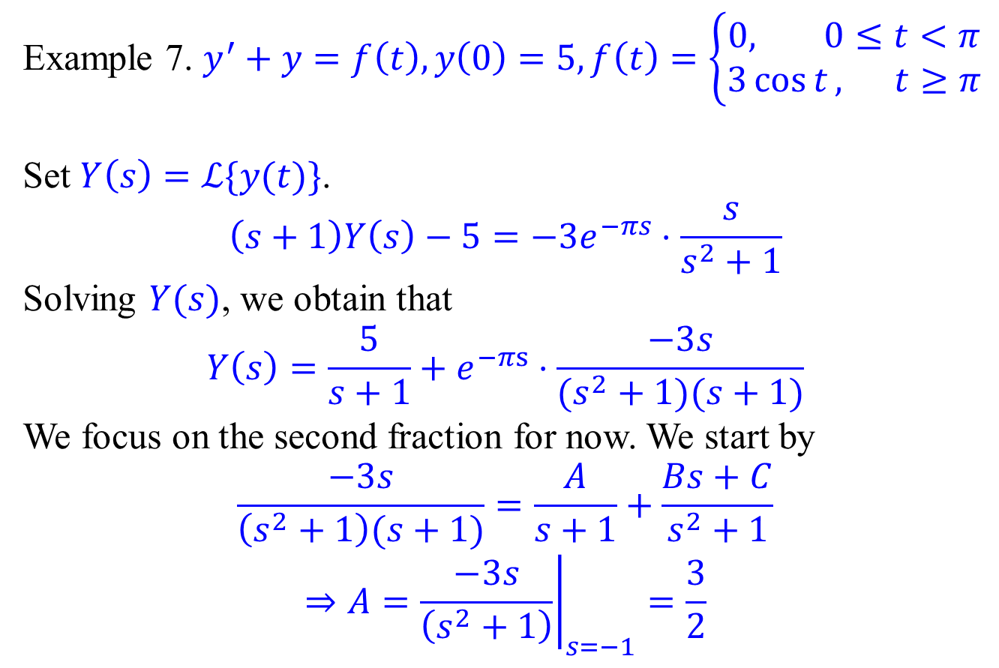 Example 7. $y' + y = f(t), y(0) = 5, f(t) = \begin{cases} 0, & 0 \le t < \pi \\ 3\cos t, & t \ge \pi \end{cases}$
Set $Y(s) = \mathcal{L}\{y(t)\}$.
$(s + 1)Y(s) - 5 = -3e^{-\pi s} \cdot \frac{s}{s^2 + 1}$
Solving $Y(s)$, we obtain that
$Y(s) = \frac{5}{s + 1} + e^{-\pi s} \cdot \frac{-3s}{(s^2 + 1)(s + 1)}$
We focus on the second fraction for now. We start by
$\frac{-3s}{(s^2 + 1)(s + 1)} = \frac{A}{s + 1} + \frac{Bs + C}{s^2 + 1}$
$\Rightarrow A = \left. \frac{-3s}{(s^2 + 1)} \right|_{s=-1} = \frac{3}{2}$